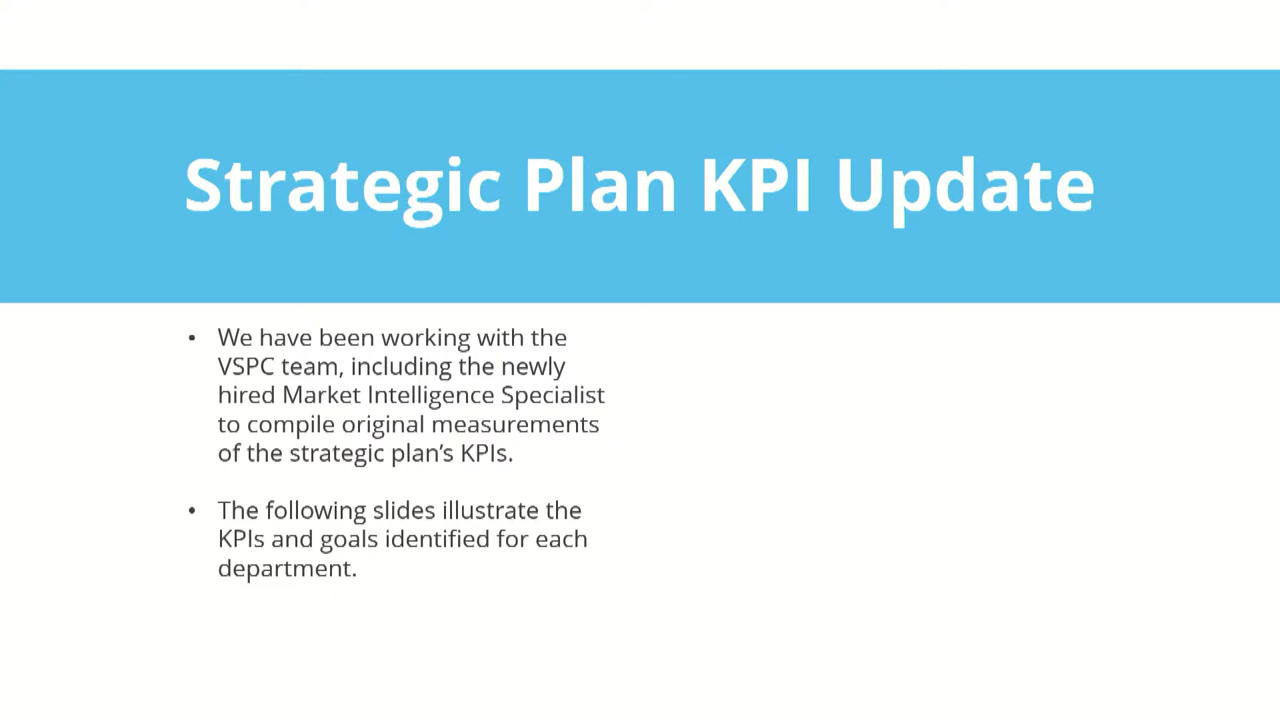 Strategic Plan KPI Update
• We have been working with the
VSPC team, including the newly
hired Market Intelligence Specialist
to compile original measurements
of the strategic plan’s KPIs.
• The following slides illustrate the
KPIs and goals identified for each
department.